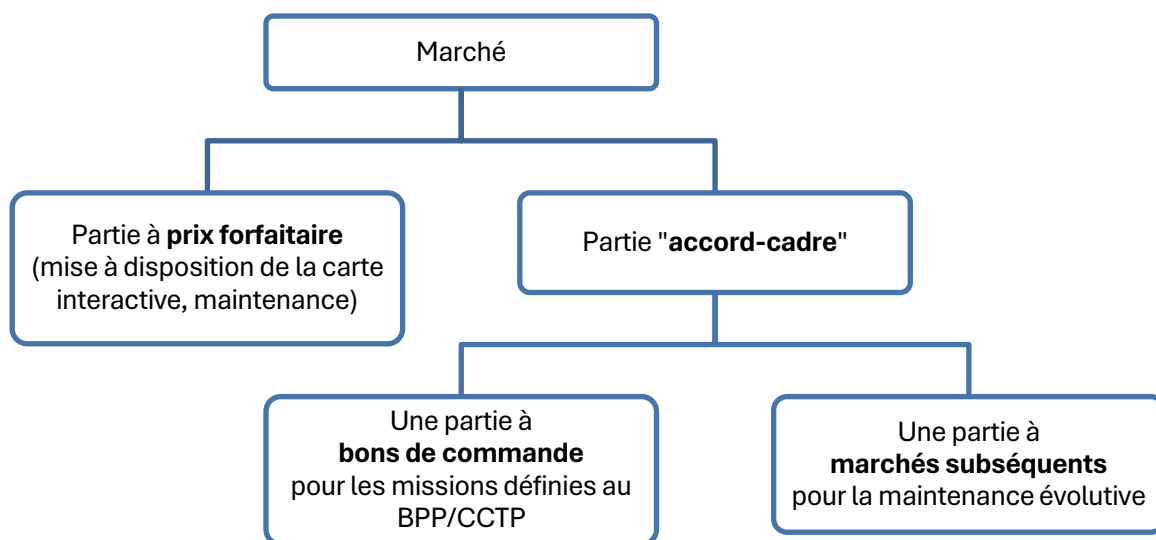 Marché
Partie à prix forfaitaire
(mise à disposition de la carte
interactive, maintenance)
Partie "accord-cadre"
Une partie à
bons de commande
pour les missions définies au
BPP/CCTP
Une partie à
marchés subséquents
pour la maintenance évolutive